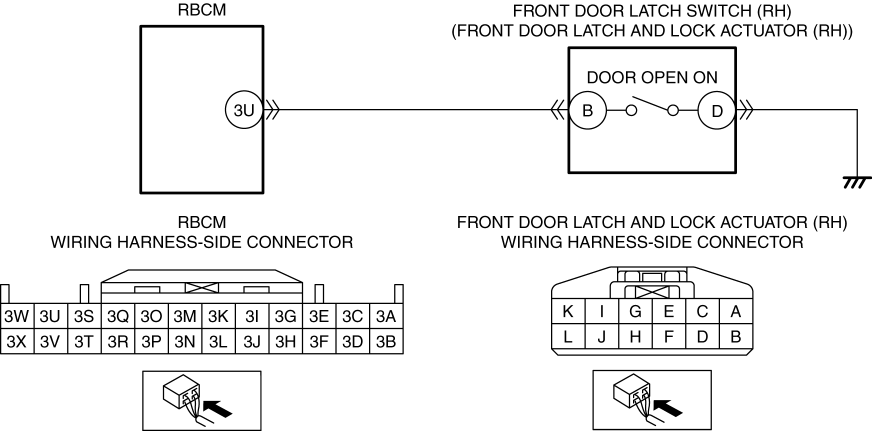 RBCM
FRONT DOOR LATCH SWITCH (RH)
(FRONT DOOR LATCH AND LOCK ACTUATOR (RH))
DOOR OPEN ON
3U
B
D
RBCM
WIRING HARNESS-SIDE CONNECTOR
FRONT DOOR LATCH AND LOCK ACTUATOR (RH)
WIRING HARNESS-SIDE CONNECTOR
3W 3U 3S 3Q 3O 3M 3K 3I 3G 3E 3C 3A
3X 3V 3T 3R 3P 3N 3L 3J 3H 3F 3D 3B
K I G E C A
L J H F D B